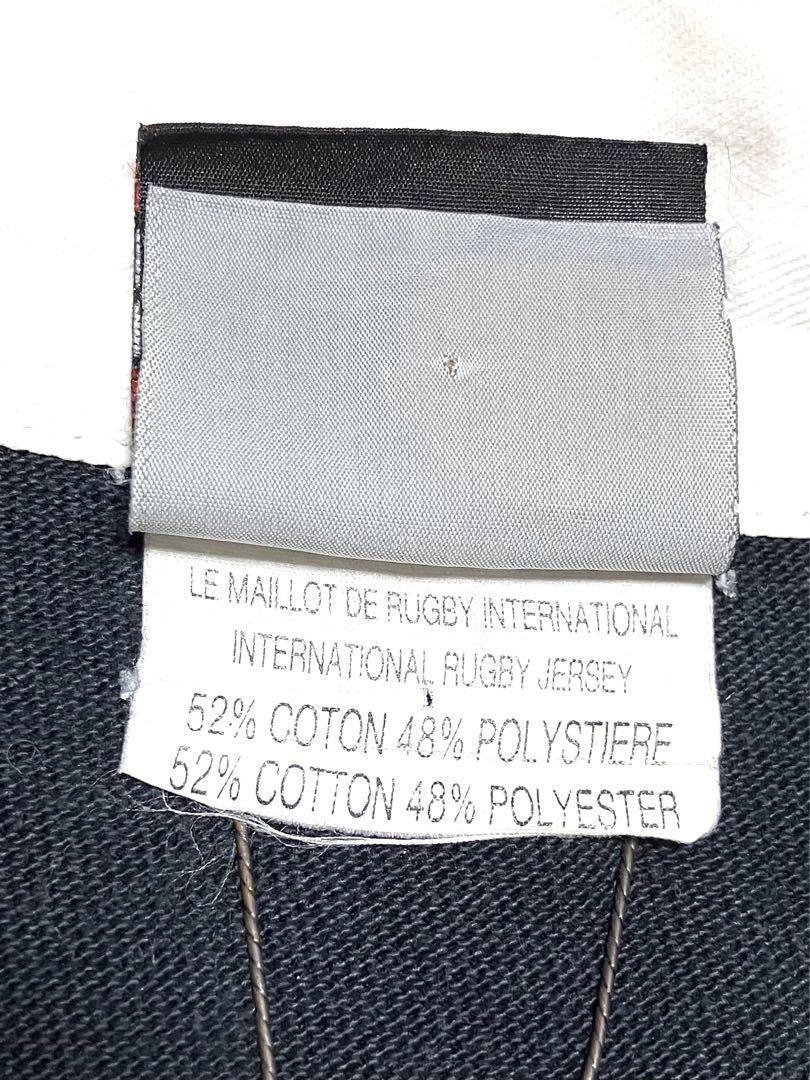 LE MAILLOT DE RUGBY INTERNATIONAL
INTERNATIONAL RUGBY JERSEY
52% COTON 48% POLYSTIERE
52% COTTON 48% POLYESTER